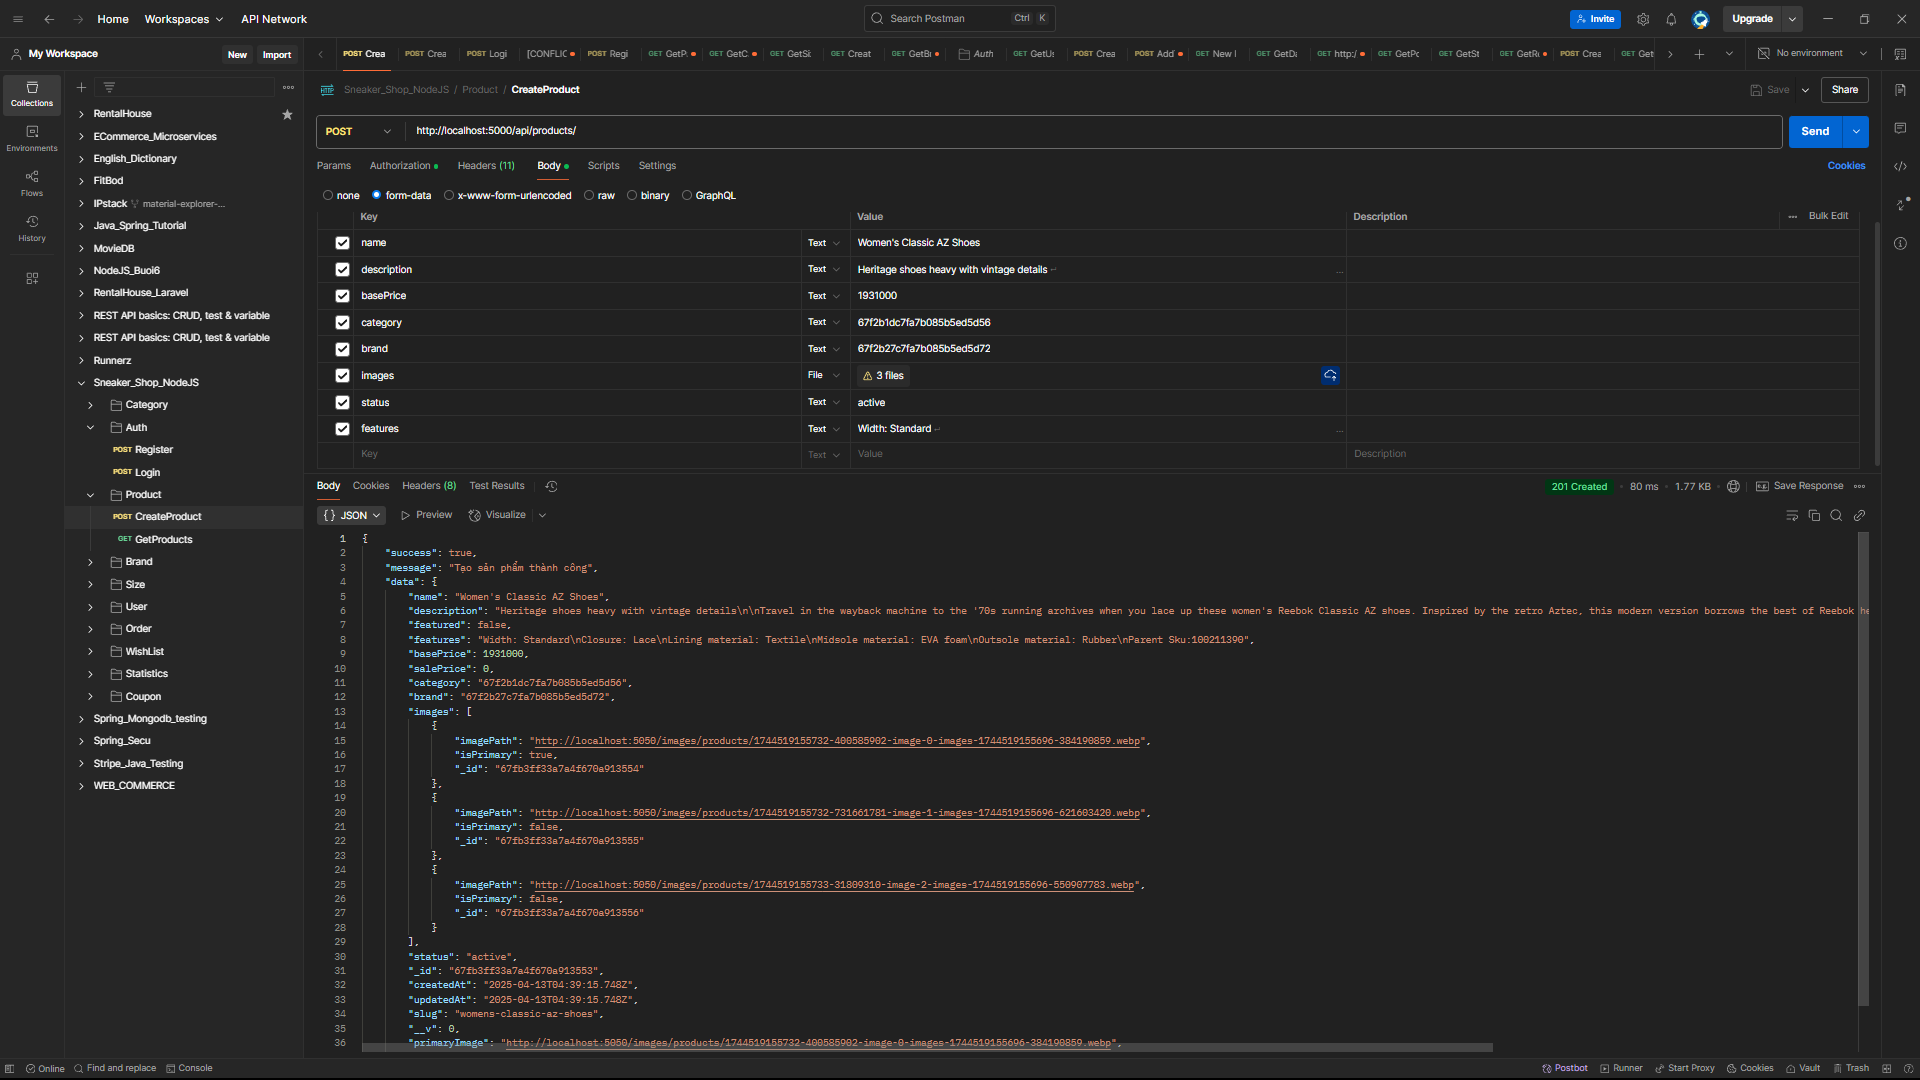 Home Workspaces API Network Search Postman Ctrl K Invite Upgrade
My Workspace New Import POST Crea POST Crea POST Logi [CONFLIC POST Regi GET GetP GET GetC GET GetSi GET Creat GET GetB Auth GET GetU POST Crea POST Add GET New GET GetD GET http:/ GET GetPc GET GetSt GET GetR POST Crea GET Get No environment
Sneaker_Shop_NodeJS / Product / CreateProduct Save Share
POST http://localhost:5000/api/products/ Send
Params Authorization Headers (11) Body Scripts Settings Cookies
none form-data x-www-form-urlencoded raw binary GraphQL
Key Value Description Bulk Edit
name Text Women's Classic AZ Shoes
description Text Heritage shoes heavy with vintage details ...
basePrice Text 1931000
category Text 67f2b1dc7fa7b085b5ed5d56
brand Text 67f2b27c7fa7b085b5ed5d72
images File 3 files
status Text active
features Text Width: Standard ...
Key Text Value Description
Collections
Environments
Flows
History
RentalHouse
ECommerce_Microservices
English_Dictionary
FitBod
IPstack material-explorer-...
Java_Spring_Tutorial
MovieDB
NodeJS_Buoi6
RentalHouse_Laravel
REST API basics: CRUD, test & variable
REST API basics: CRUD, test & variable
Runnerz
Sneaker_Shop_NodeJS
Category
Auth
POST Register
POST Login
Product
POST CreateProduct
GET GetProducts
Brand
Size
User
Order
WishList
Statistics
Coupon
Spring_Mongodb_testing
Spring_Secu
Stripe_Java_Testing
WEB_COMMERCE
Body Cookies Headers (8) Test Results 201 Created 80 ms 1.77 KB Save Response
{} JSON Preview Visualize
1 {
2 "success": true,
3 "message": "Tạo sản phẩm thành công",
4 "data": {
5 "name": "Women's Classic AZ Shoes",
6 "description": "Heritage shoes heavy with vintage details\n\nTravel in the wayback machine to the '70s running archives when you lace up these women's Reebok Classic AZ shoes. Inspired by the retro Aztec, this modern version borrows the best of Reebok he
7 "featured": false,
8 "features": "Width: Standard\nClosure: Lace\nLining material: Textile\nMidsole material: EVA foam\nOutsole material: Rubber\nParent Sku:100211390",
9 "basePrice": 1931000,
10 "salePrice": 0,
11 "category": "67f2b1dc7fa7b085b5ed5d56",
12 "brand": "67f2b27c7fa7b085b5ed5d72",
13 "images": [
14 {
15 "imagePath": "http://localhost:5050/images/products/1744519155732-400585902-image-0-images-1744519155696-384190859.webp",
16 "isPrimary": true,
17 "_id": "67fb3ff33a7a4f670a913554"
18 },
19 {
20 "imagePath": "http://localhost:5050/images/products/1744519155732-731661781-image-1-images-1744519155696-621603420.webp",
21 "isPrimary": false,
22 "_id": "67fb3ff33a7a4f670a913555"
23 },
24 {
25 "imagePath": "http://localhost:5050/images/products/1744519155733-31809310-image-2-images-1744519155696-550907783.webp",
26 "isPrimary": false,
27 "_id": "67fb3ff33a7a4f670a913556"
28 }
29 ],
30 "status": "active",
31 "_id": "67fb3ff33a7a4f670a913553",
32 "createdAt": "2025-04-13T04:39:15.748Z",
33 "updatedAt": "2025-04-13T04:39:15.748Z",
34 "slug": "womens-classic-az-shoes",
35 "__v": 0,
36 "primaryImage": "http://localhost:5050/images/products/1744519155732-400585902-image-0-images-1744519155696-384190859.webp",
Online Find and replace Console Postbot Runner Start Proxy Cookies Vault Trash